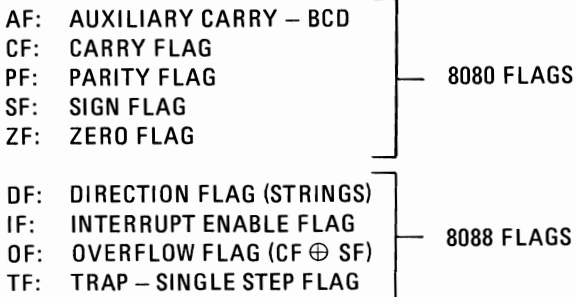 AF: AUXILIARY CARRY – BCD
CF: CARRY FLAG
PF: PARITY FLAG
SF: SIGN FLAG
ZF: ZERO FLAG
8080 FLAGS
DF: DIRECTION FLAG (STRINGS)
IF: INTERRUPT ENABLE FLAG
OF: OVERFLOW FLAG (CF ⊕ SF)
TF: TRAP – SINGLE STEP FLAG
8088 FLAGS